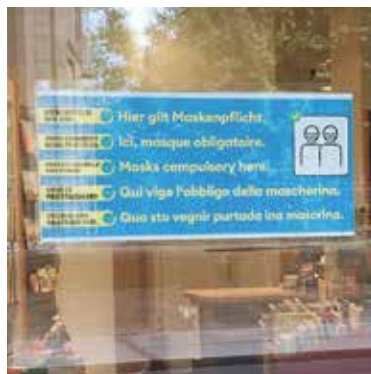 Hier gilt Maskenpflicht.
Ici, masque obligatoire.
Masks compulsory here.
Qui vige l'obbligo della mascherina.
Qua sto vegnir purtada ina mascrina.